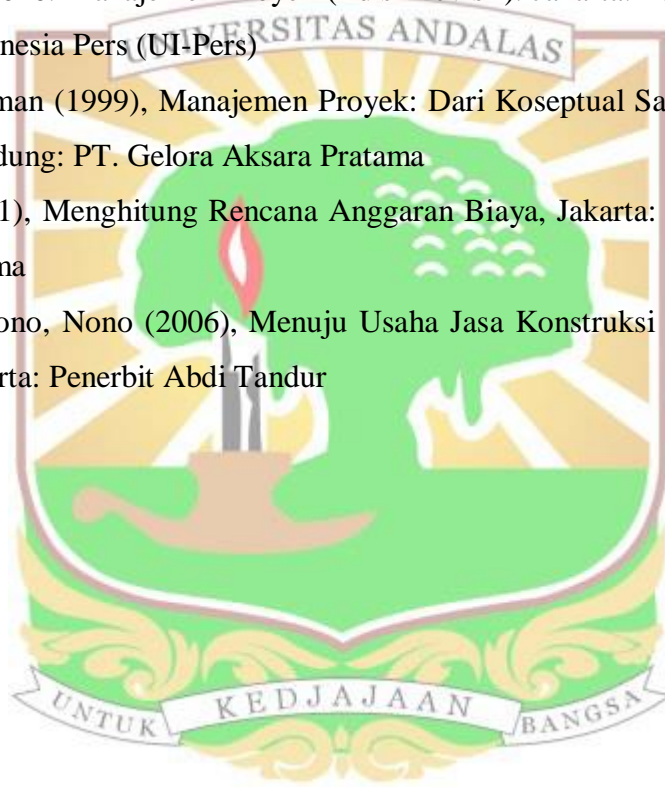 nesia Pers (UI-Pers)
UNIVERSITAS ANDALAS
man (1999), Manajemen Proyek: Dari Koseptual Sa
dung: PT. Gelora Aksara Pratama
1), Menghitung Rencana Anggaran Biaya, Jakarta:
ma
ono, Nono (2006), Menuju Usaha Jasa Konstruksi
rta: Penerbit Abdi Tandur
UNTUK KEDJAJAAN BANGSA